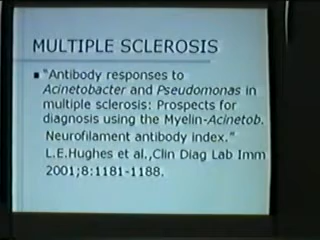 MULTIPLE SCLEROSIS
"Antibody responses to
Acinetobacter and Pseudomonas in
multiple sclerosis: Prospects for
diagnosis using the Myelin-Acinetob.
Neurofilament antibody index."
L.E.Hughes et al.,Clin Diag Lab Imm
2001;8:1181-1188.